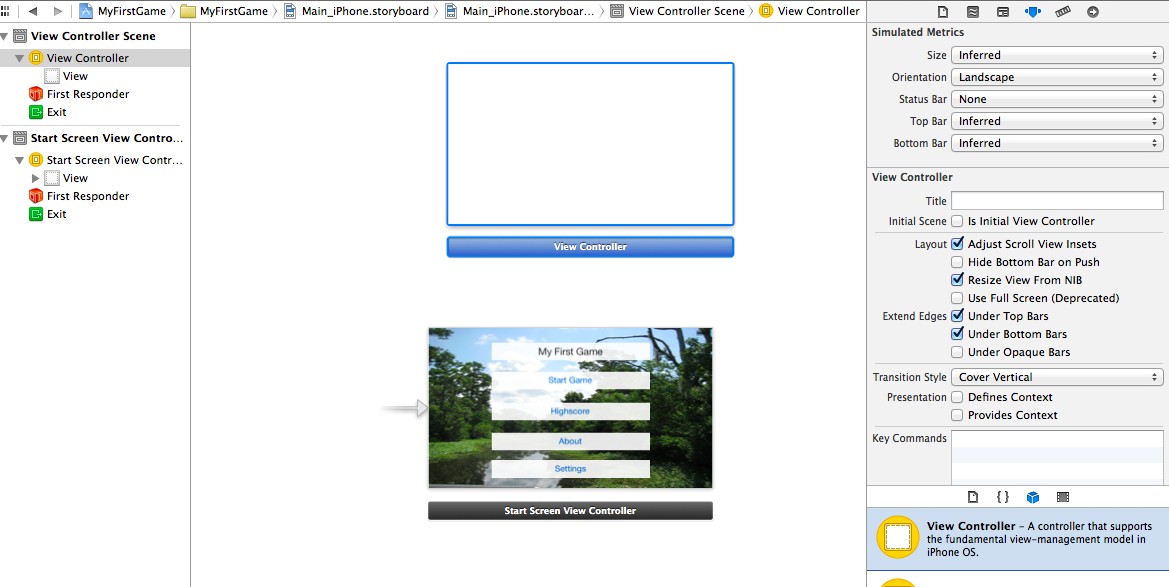 MyFirstGame MyFirstGame Main_iPhone.storyboard Main_iPhone.storyboar... View Controller Scene View Controller
View Controller Scene
View Controller
View
First Responder
Exit
Start Screen View Contro...
Start Screen View Contr...
View
First Responder
Exit
View Controller
My First Game
Start Game
Highscore
About
Settings
Start Screen View Controller
Simulated Metrics
Size Inferred
Orientation Landscape
Status Bar None
Top Bar Inferred
Bottom Bar Inferred
View Controller
Title
Initial Scene Is Initial View Controller
Layout Adjust Scroll View Insets
Hide Bottom Bar on Push
Resize View From NIB
Use Full Screen (Deprecated)
Extend Edges Under Top Bars
Under Bottom Bars
Under Opaque Bars
Transition Style Cover Vertical
Presentation Defines Context
Provides Context
Key Commands
{ }
View Controller – A controller that supports
the fundamental view-management model in
iPhone OS.